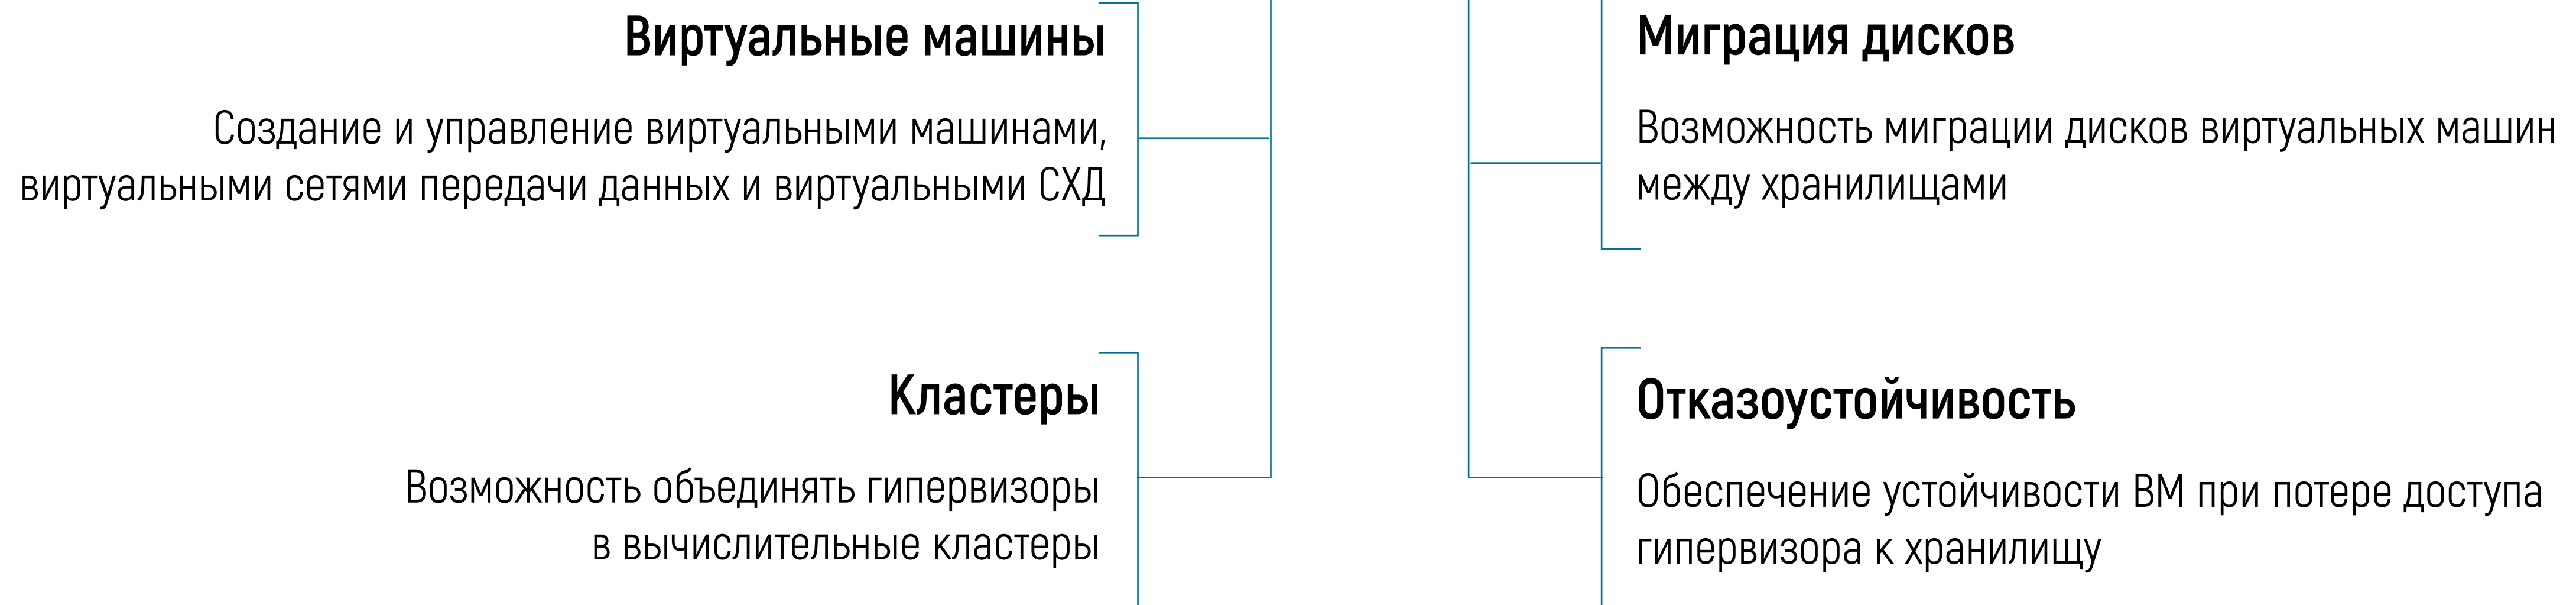 Виртуальные машины
Создание и управление виртуальными машинами,
виртуальными сетями передачи данных и виртуальными СХД
Кластеры
Возможность объединять гипервизоры
в вычислительные кластеры
Миграция дисков
Возможность миграции дисков виртуальных машин
между хранилищами
Отказоустойчивость
Обеспечение устойчивости ВМ при потере доступа
гипервизора к хранилищу